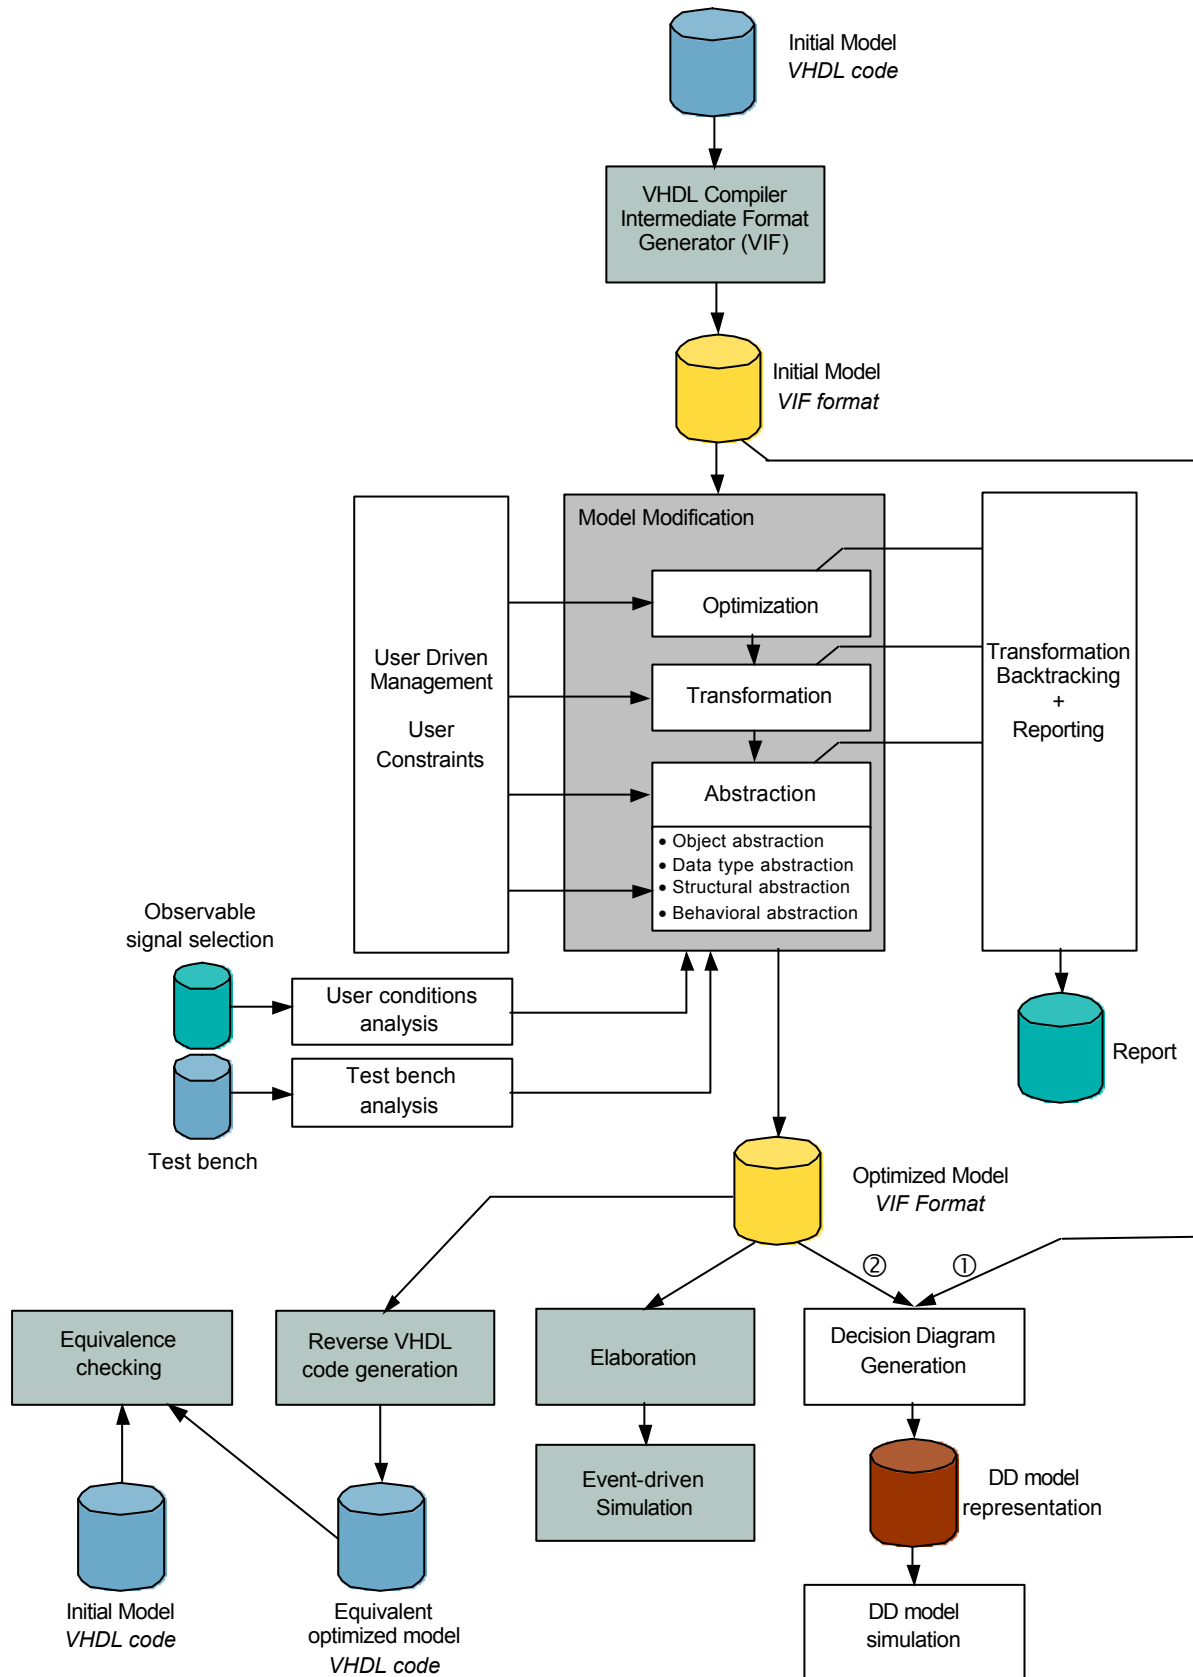 Initial Model
VHDL code
VHDL Compiler
Intermediate Format
Generator (VIF)
Initial Model
VIF format
Model Modification
Optimization
User Driven
Management
User
Constraints
Transformation
Transformation
Backtracking
+
Reporting
Abstraction
• Object abstraction
• Data type abstraction
• Structural abstraction
• Behavioral abstraction
Observable
signal selection
User conditions
analysis
Report
Test bench
analysis
Test bench
Optimized Model
VIF Format
② ①
Equivalence
checking
Reverse VHDL
code generation
Elaboration
Decision Diagram
Generation
Event-driven
Simulation
DD model
representation
Initial Model
VHDL code
Equivalent
optimized model
VHDL code
DD model
simulation